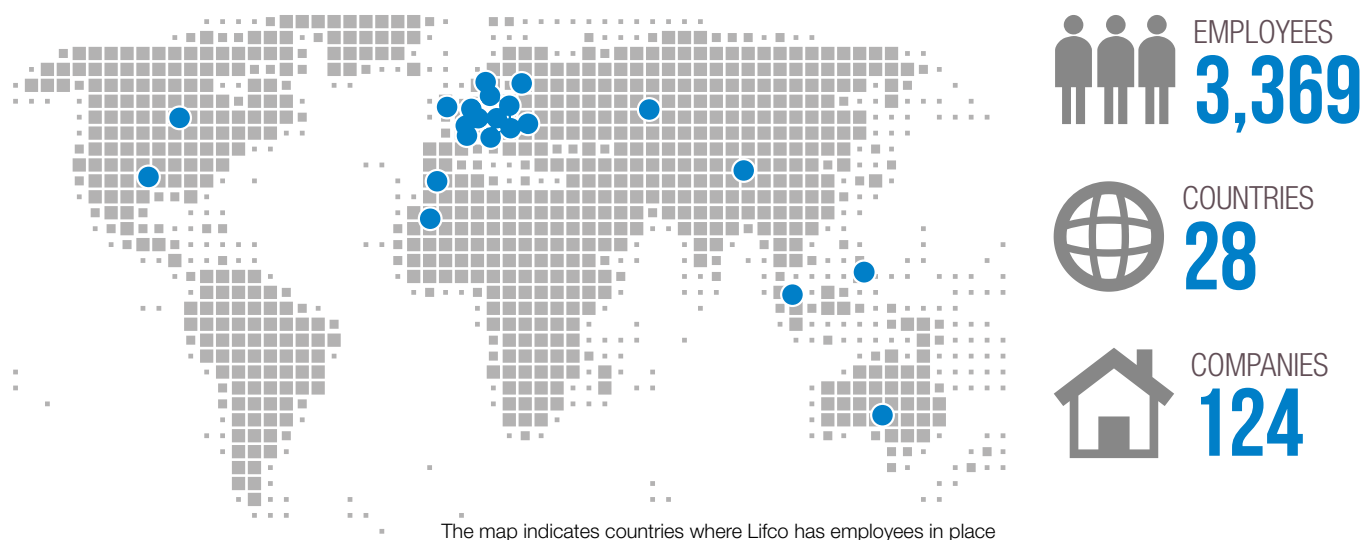 EMPLOYEES
3,369
COUNTRIES
28
COMPANIES
124
The map indicates countries where Lifco has employees in place